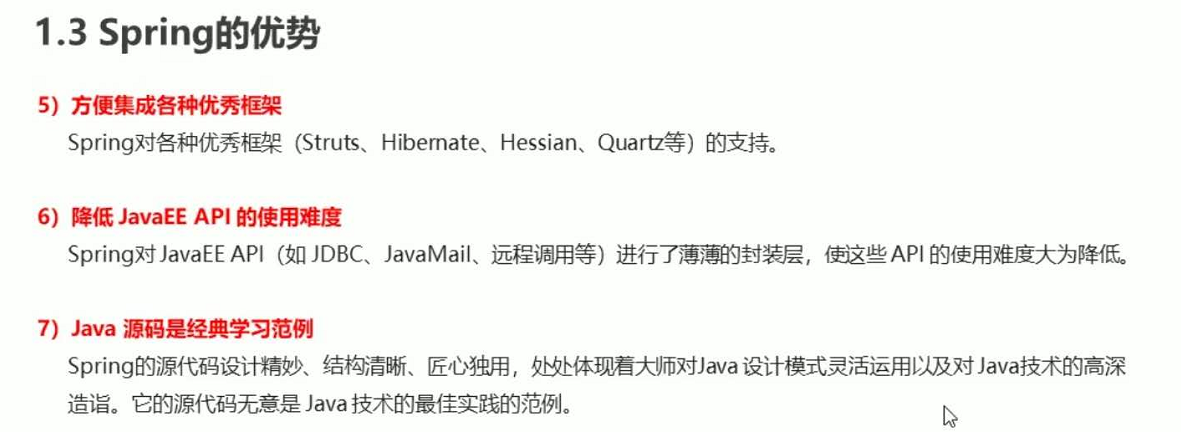 1.3 Spring的优势
5）方便集成各种优秀框架
Spring对各种优秀框架（Struts、Hibernate、Hessian、Quartz等）的支持。
6）降低 JavaEE API 的使用难度
Spring对 JavaEE API（如 JDBC、JavaMail、远程调用等）进行了薄薄的封装层，使这些 API 的使用难度大为降低。
7）Java 源码是经典学习范例
Spring的源代码设计精妙、结构清晰、匠心独用，处处体现着大师对Java 设计模式灵活运用以及对 Java技术的高深
造诣。它的源代码无意是 Java 技术的最佳实践的范例。